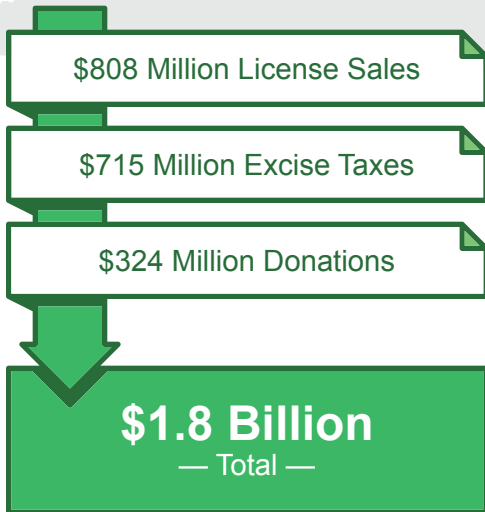 $808 Million License Sales
$715 Million Excise Taxes
$324 Million Donations
$1.8 Billion
— Total —